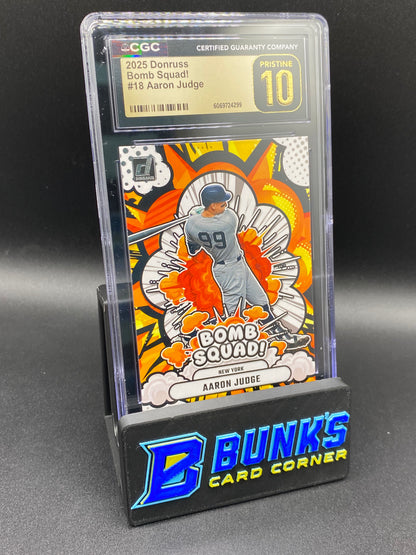 CGC
CERTIFIED GUARANTY COMPANY
2025 Donruss
Bomb Squad!
#18 Aaron Judge
PRISTINE
10
6069724299
DONRUSS
99
BOMB
SQUAD!
NEW YORK
AARON JUDGE
B BUNK'S
CARD CORNER